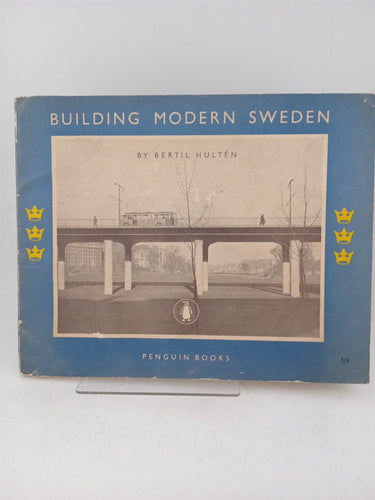 BUILDING MODERN SWEDEN
BY BERTIL HULTÉN
PENGUIN BOOKS
2/6